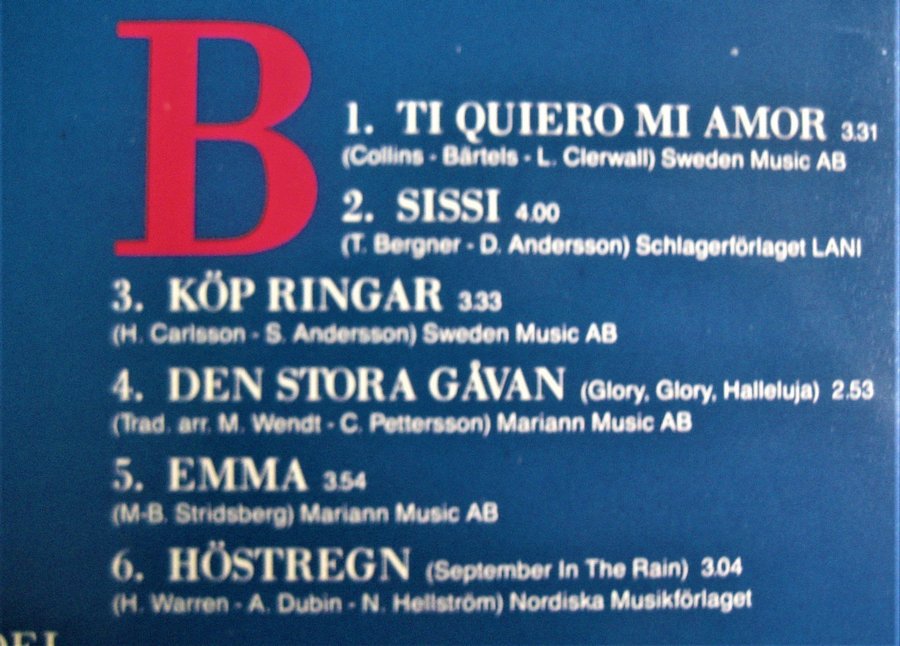 B
1. TI QUIERO MI AMOR 3.31
(Collins - Bärtels - L. Clerwall) Sweden Music AB
2. SISSI 4.00
(T. Bergner - D. Andersson) Schlagerförlaget LANI
3. KÖP RINGAR 3.33
(H. Carlsson - S. Andersson) Sweden Music AB
4. DEN STORA GÅVAN (Glory, Glory, Halleluja) 2.53
(Trad. arr. M. Wendt - C. Pettersson) Mariann Music AB
5. EMMA 3.54
(M-B. Stridsberg) Mariann Music AB
6. HÖSTREGN (September In The Rain) 3.04
(H. Warren - A. Dubin - N. Hellström) Nordiska Musikförlaget